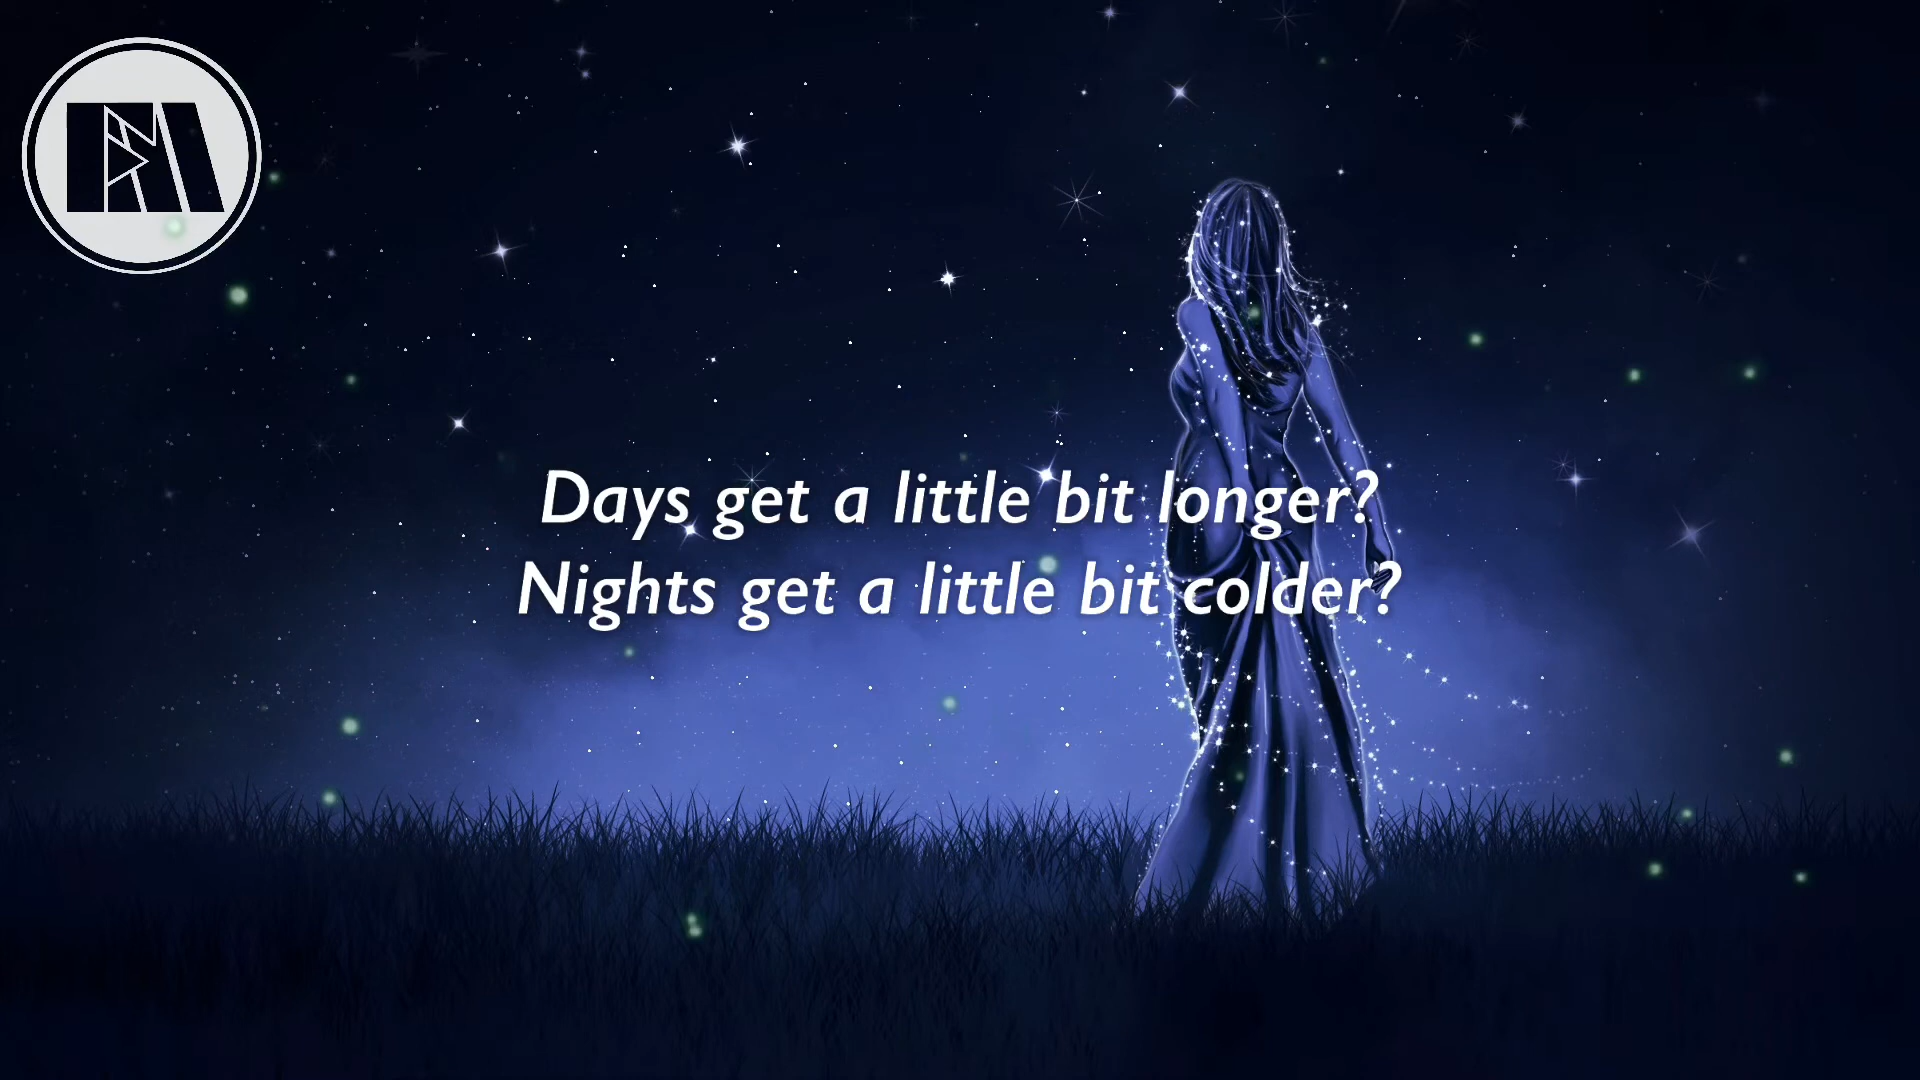 Days get a little bit longer?
Nights get a little bit colder?